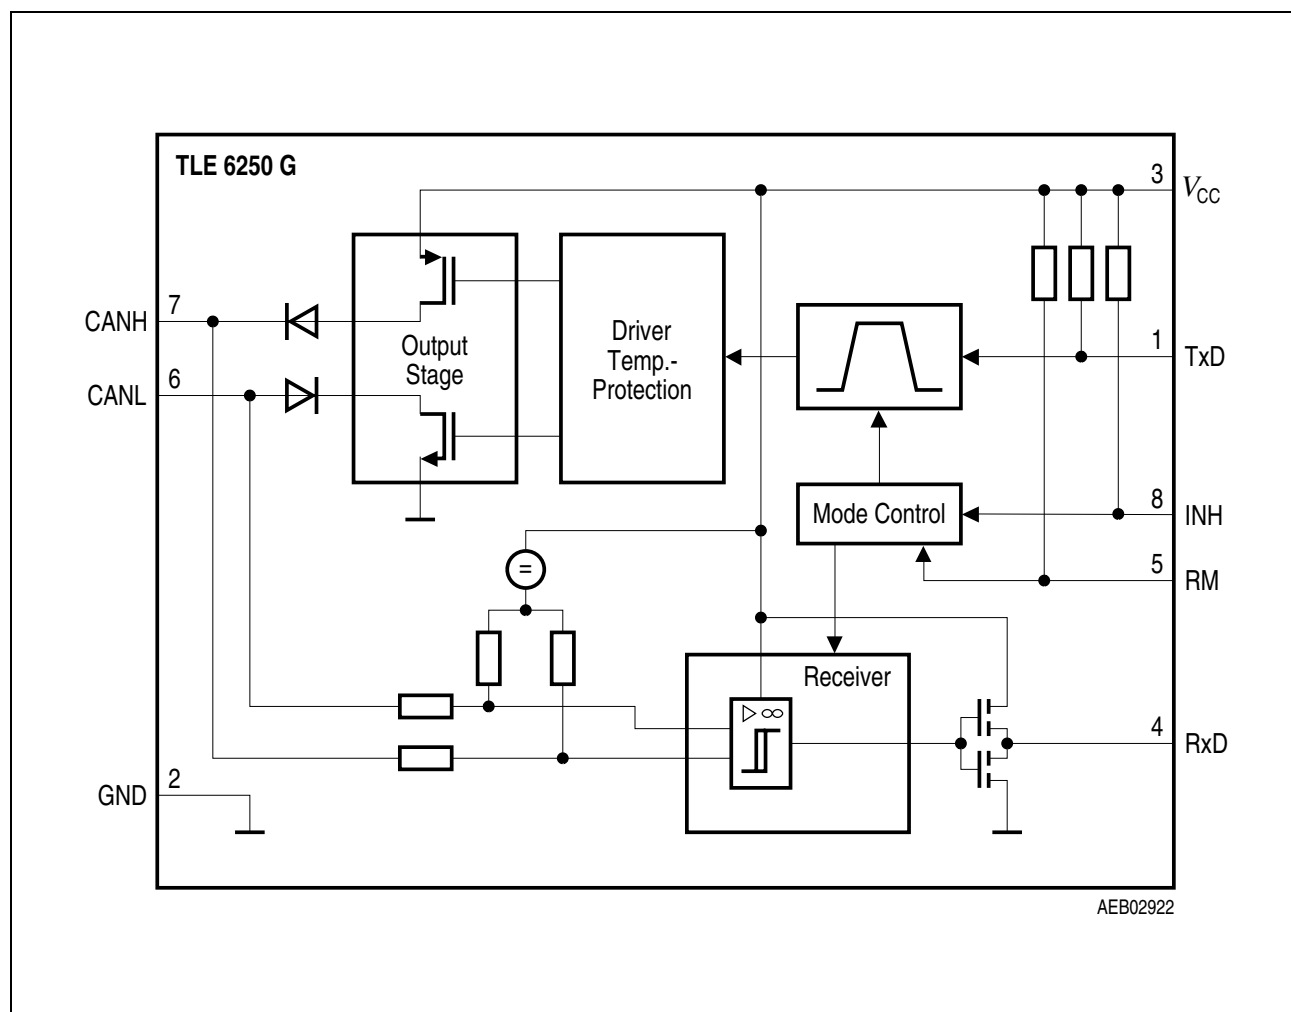 TLE 6250 G
3
VCC
7
CANH
Output
Stage
Driver
Temp.-
Protection
1
TxD
6
CANL
Mode Control
8
INH
=
5
RM
Receiver
▷ ∞
4
RxD
2
GND
AEB02922